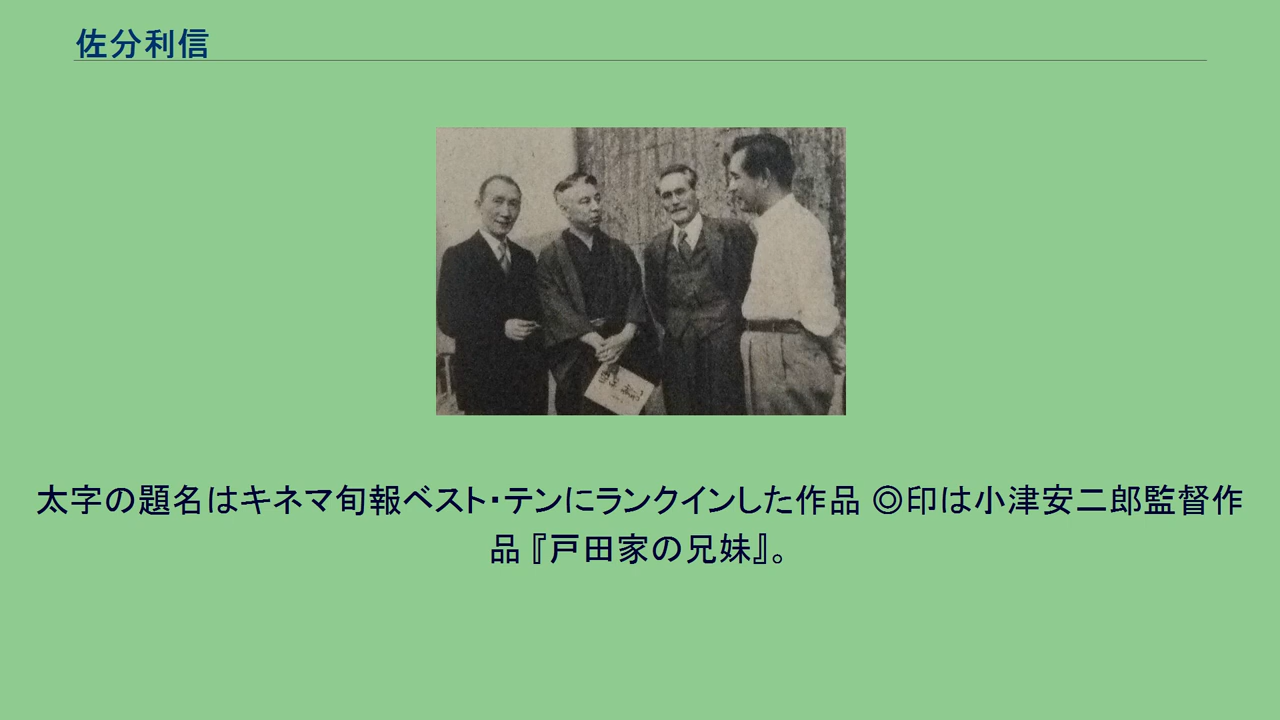 佐分利信
太字の題名はキネマ旬報ベスト・テンにランクインした作品 ◎印は小津安二郎監督作
品『戸田家の兄妹』。